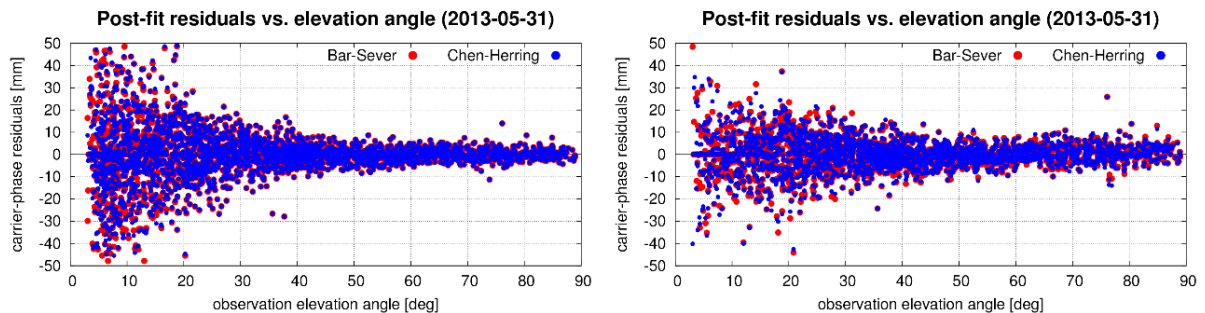 Post-fit residuals vs. elevation angle (2013-05-31)
carrier-phase residuals [mm]
50
40
30
20
10
0
-10
-20
-30
-40
-50
Bar-Sever
Chen-Herring
0 10 20 30 40 50 60 70 80 90
observation elevation angle [deg]
Post-fit residuals vs. elevation angle (2013-05-31)
carrier-phase residuals [mm]
50
40
30
20
10
0
-10
-20
-30
-40
-50
Bar-Sever
Chen-Herring
0 10 20 30 40 50 60 70 80 90
observation elevation angle [deg]